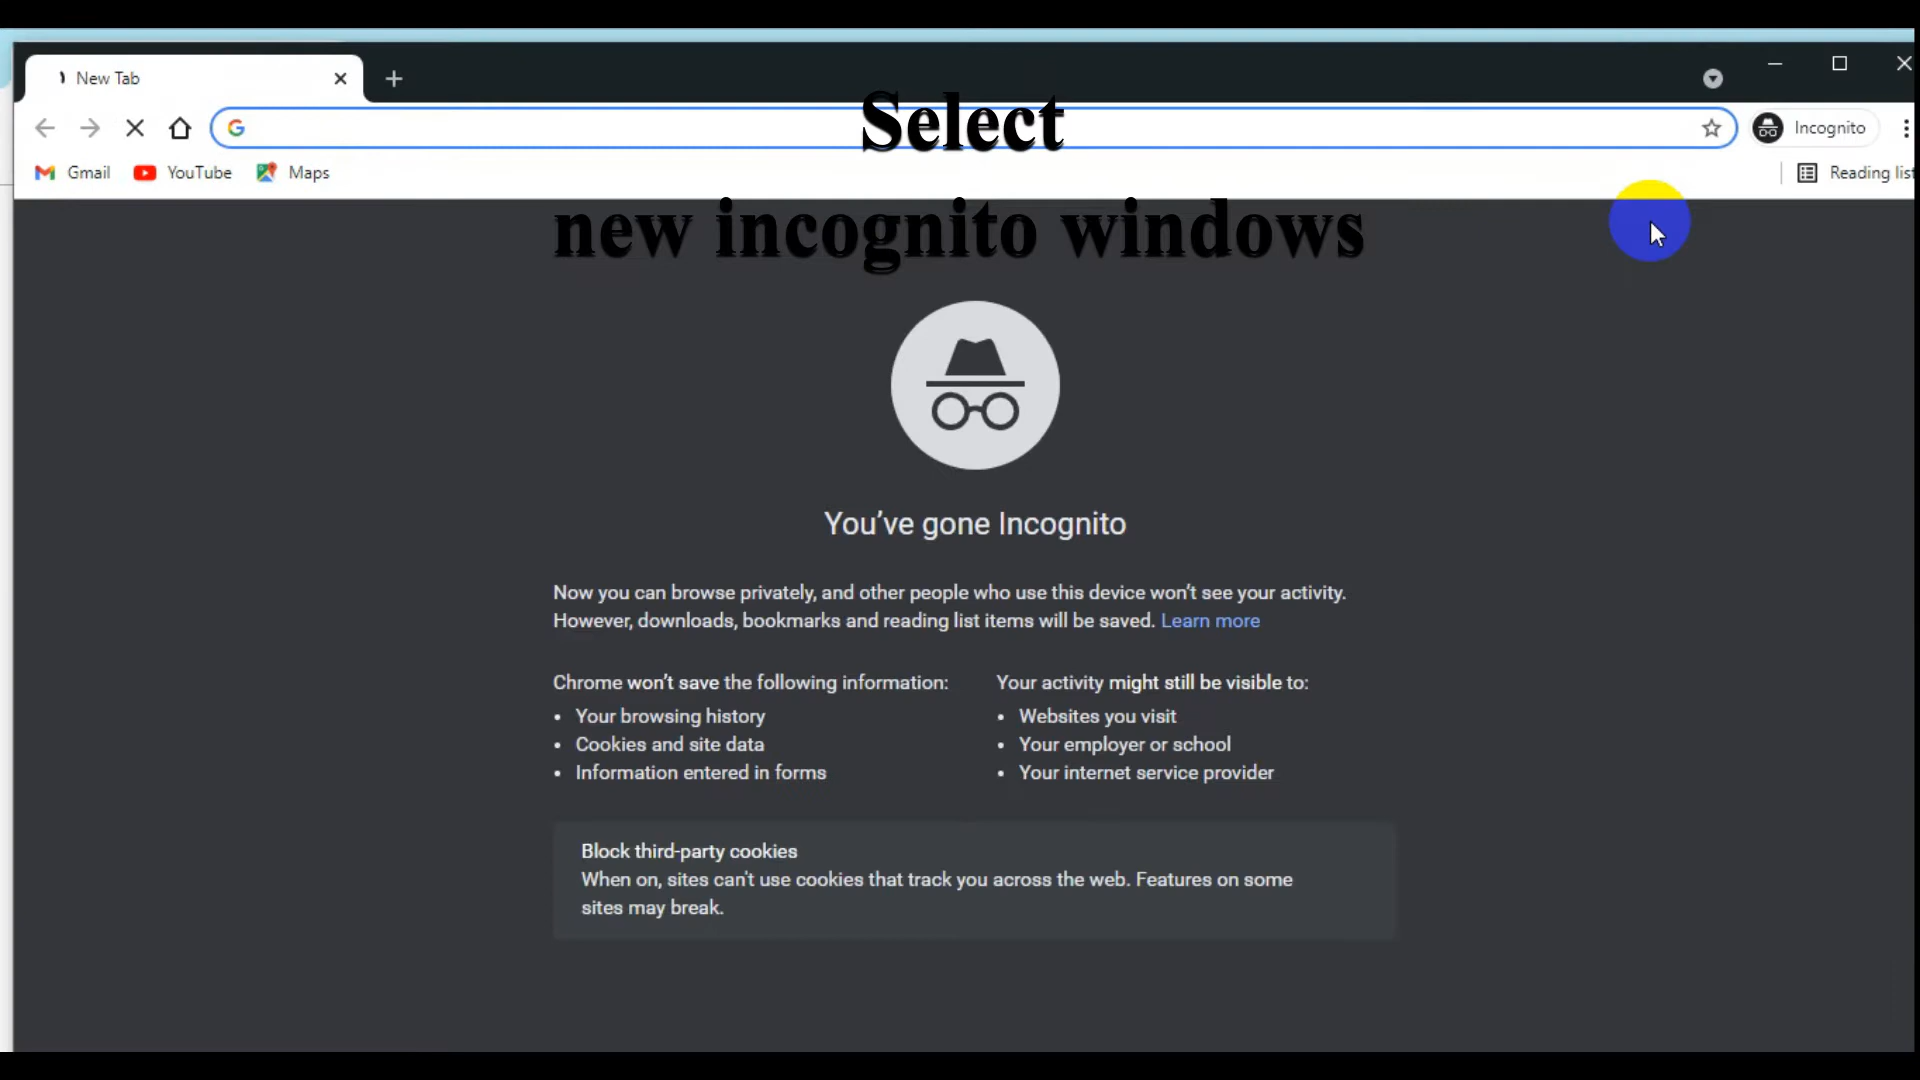 New Tab
Select
Incognito
Gmail YouTube Maps
Reading list
new incognito windows
You've gone Incognito
Now you can browse privately, and other people who use this device won't see your activity.
However, downloads, bookmarks and reading list items will be saved. Learn more
Chrome won't save the following information:
Your browsing history
Cookies and site data
Information entered in forms
Your activity might still be visible to:
Websites you visit
Your employer or school
Your internet service provider
Block third-party cookies
When on, sites can't use cookies that track you across the web. Features on some
sites may break.